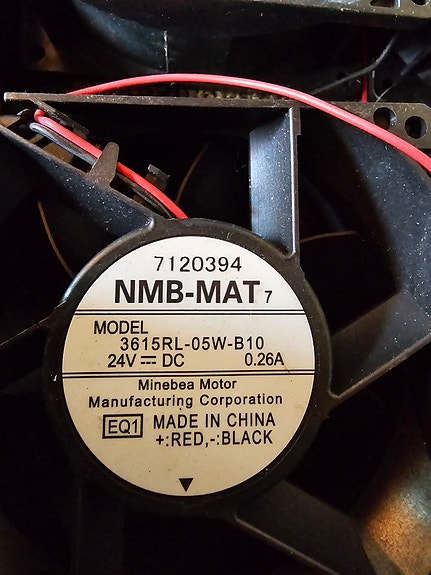 7120394
NMB-MAT 7
MODEL
3615RL-05W-B10
24V ⎓ DC 0.26A
Minebea Motor
Manufacturing Corporation
EQ1 MADE IN CHINA
+:RED,-:BLACK